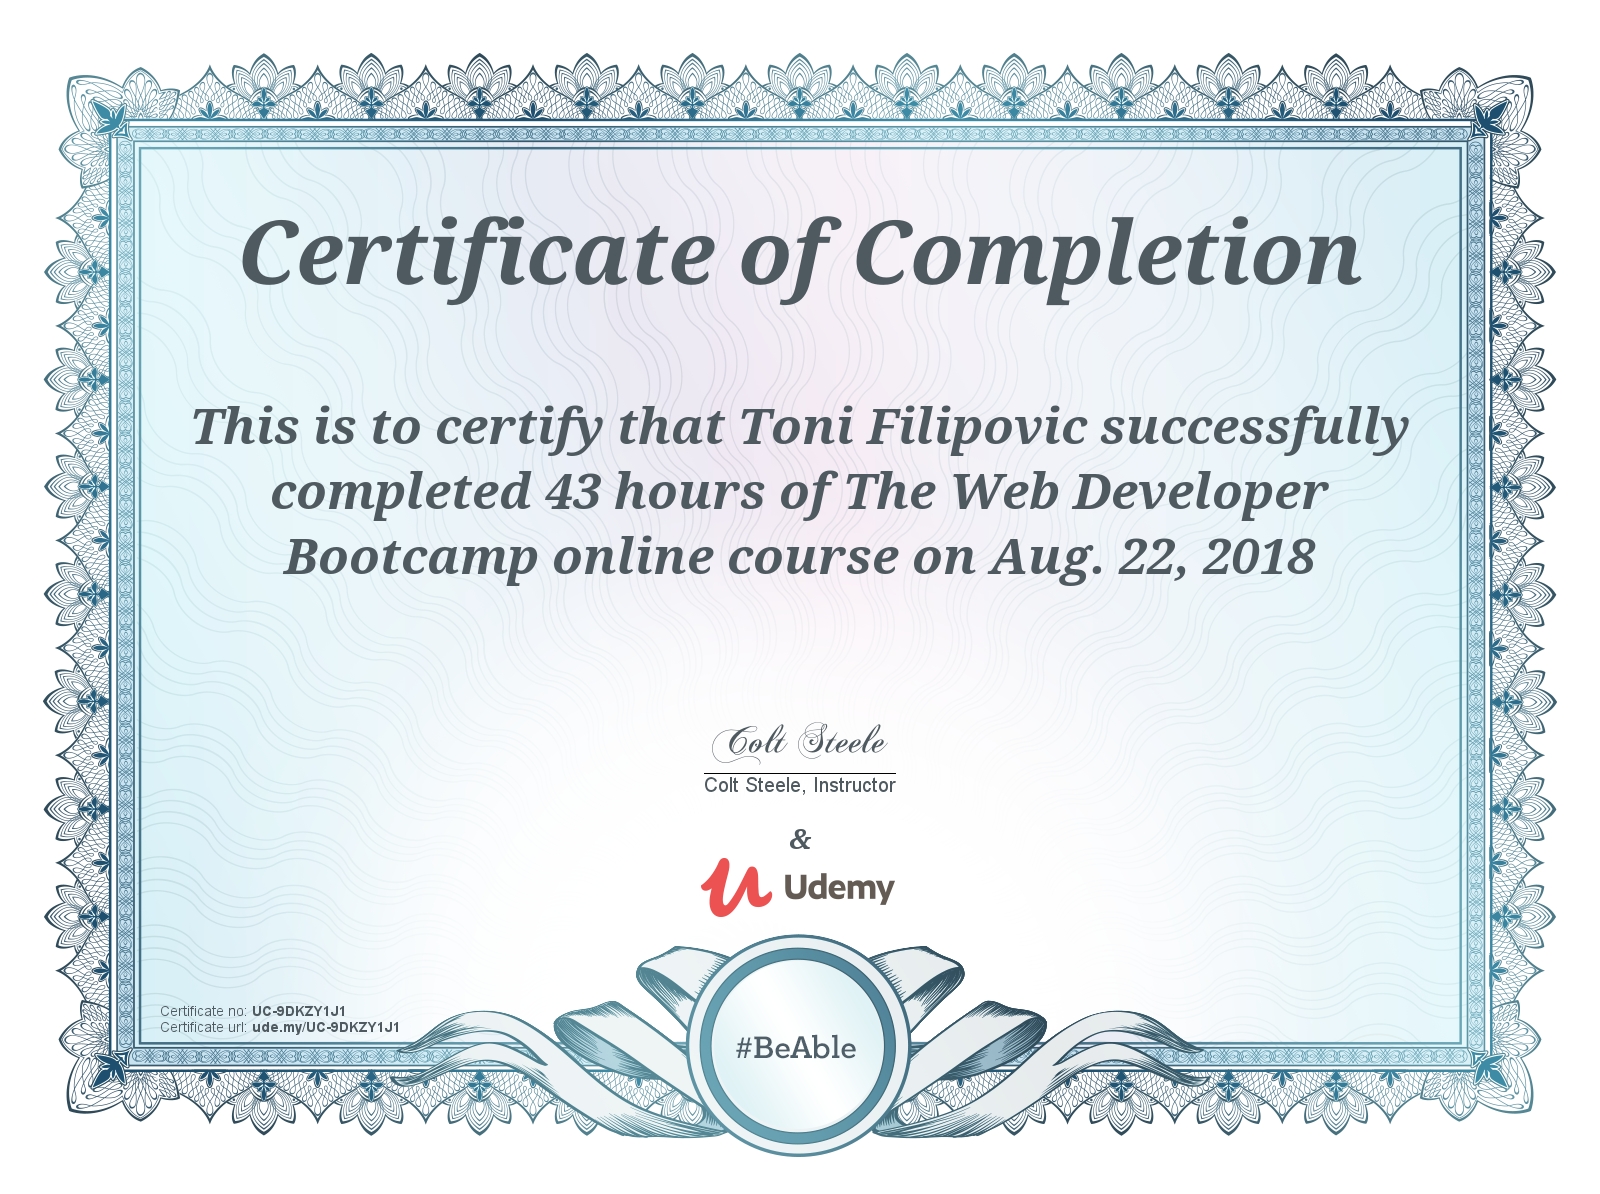 Certificate of Completion
This is to certify that Toni Filipovic successfully
completed 43 hours of The Web Developer
Bootcamp online course on Aug. 22, 2018
Colt Steele
Colt Steele, Instructor
&
Udemy
Certificate no: UC-9DKZY1J1
Certificate url: ude.my/UC-9DKZY1J1
#BeAble